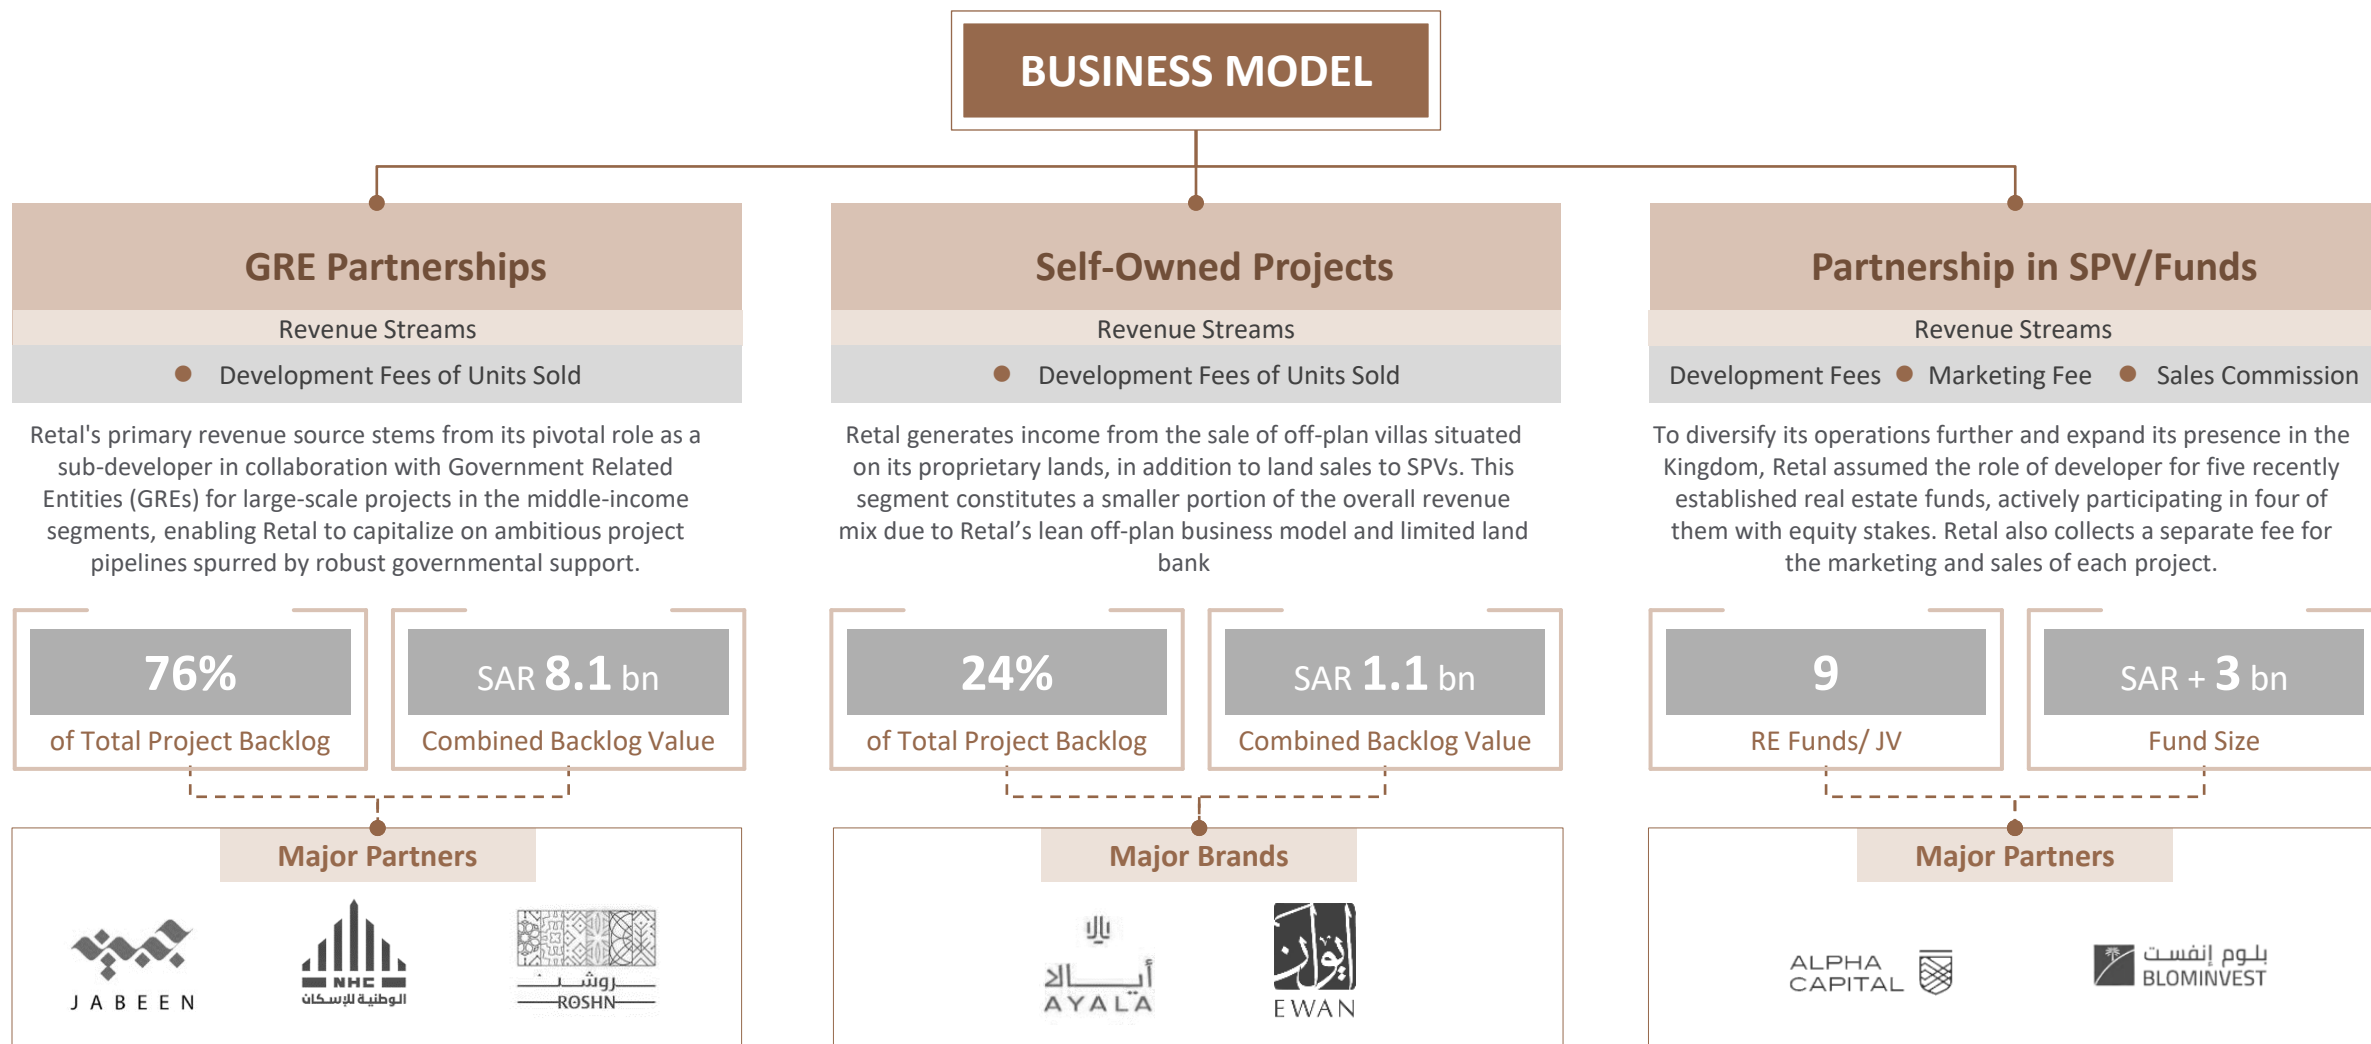 BUSINESS MODEL
GRE Partnerships
Revenue Streams
● Development Fees of Units Sold
Retal's primary revenue source stems from its pivotal role as a
sub-developer in collaboration with Government Related
Entities (GREs) for large-scale projects in the middle-income
segments, enabling Retal to capitalize on ambitious project
pipelines spurred by robust governmental support.
76%
of Total Project Backlog
SAR 8.1 bn
Combined Backlog Value
Major Partners
JABEEN
NHC
الوطنية للإسكان
روشن
ROSHN
Self-Owned Projects
Revenue Streams
● Development Fees of Units Sold
Retal generates income from the sale of off-plan villas situated
on its proprietary lands, in addition to land sales to SPVs. This
segment constitutes a smaller portion of the overall revenue
mix due to Retal’s lean off-plan business model and limited land
bank
24%
of Total Project Backlog
SAR 1.1 bn
Combined Backlog Value
Major Brands
أيالا
AYALA
ايوان
EWAN
Partnership in SPV/Funds
Revenue Streams
Development Fees ● Marketing Fee ● Sales Commission
To diversify its operations further and expand its presence in the
Kingdom, Retal assumed the role of developer for five recently
established real estate funds, actively participating in four of
them with equity stakes. Retal also collects a separate fee for
the marketing and sales of each project.
9
RE Funds/ JV
SAR + 3 bn
Fund Size
Major Partners
ALPHA
CAPITAL
بلوم إنفست
BLOMINVEST